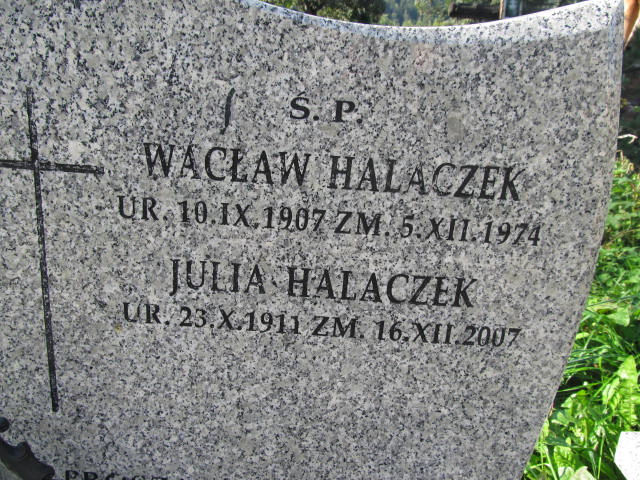 Ś. P.
WACŁAW HALACZEK
UR. 10.IX.1907 ZM. 5.XII.1974
JULIA HALACZEK
UR. 23.X.1911 ZM. 16.XII.2007